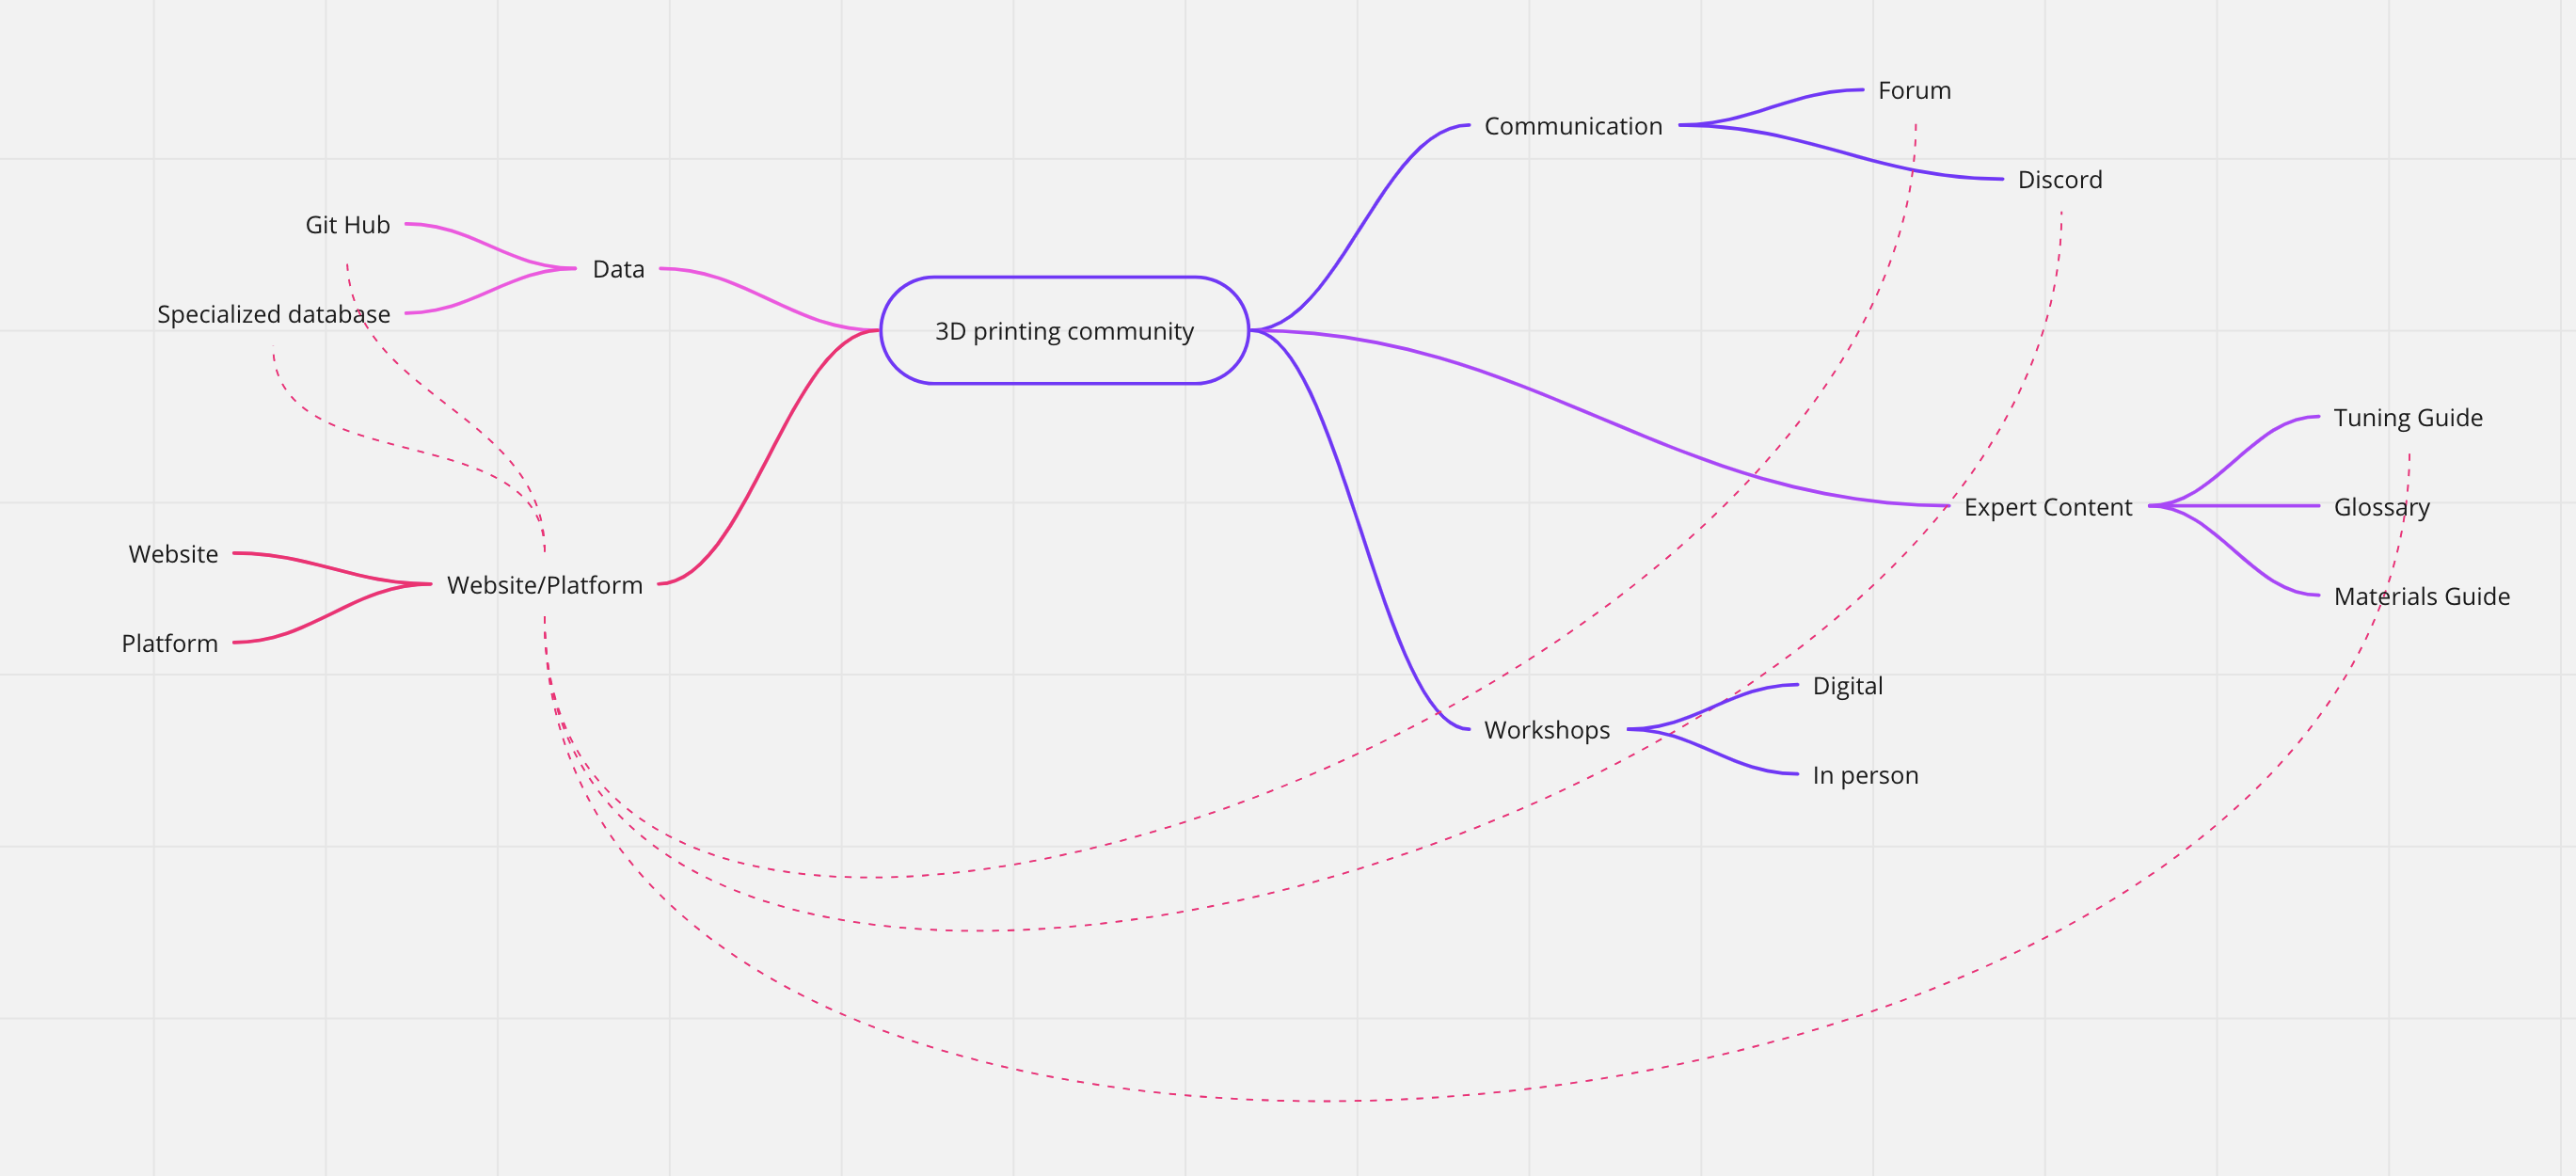 Forum
Communication
Discord
Git Hub
Data
Specialized database
3D printing community
Tuning Guide
Expert Content
Glossary
Materials Guide
Website
Website/Platform
Platform
Digital
Workshops
In person